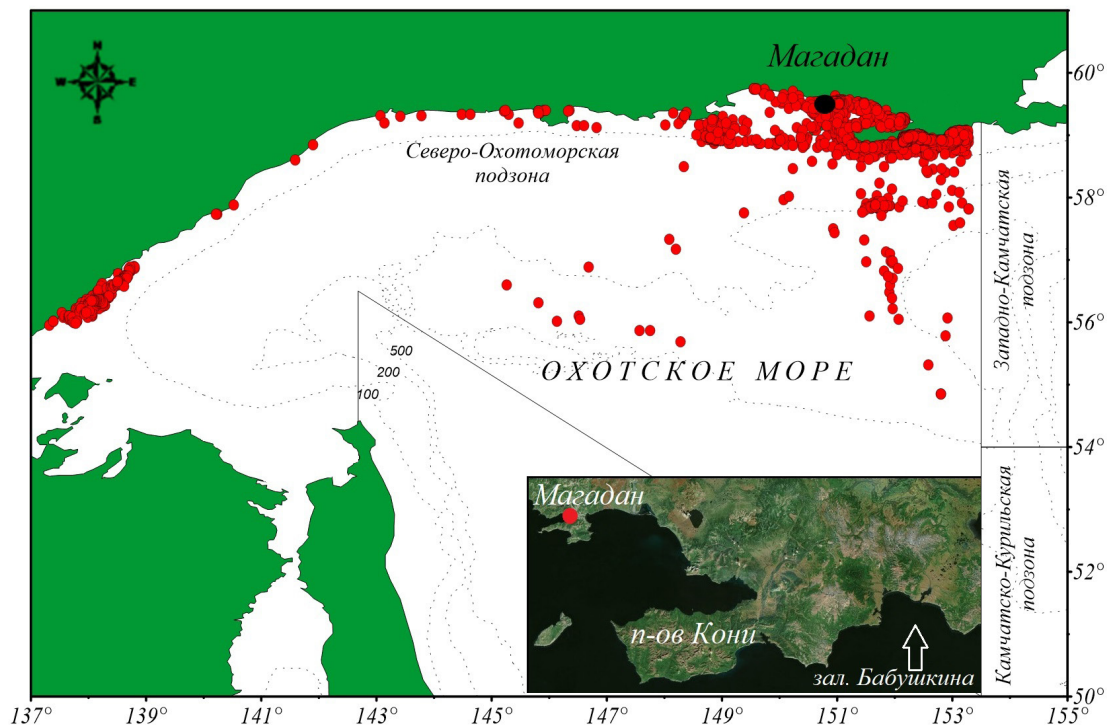 N
W E
S
Магадан
60°
Северо-Охотоморская
подзона
58°
Западно-Камчатская
подзона
56°
500
200
100
ОХОТСКОЕ МОРЕ
54°
Магадан
п-ов Кони
зал. Бабушкина
Камчатско-Курильская
подзона
52°
50°
137° 139° 141° 143° 145° 147° 149° 151° 153° 155°